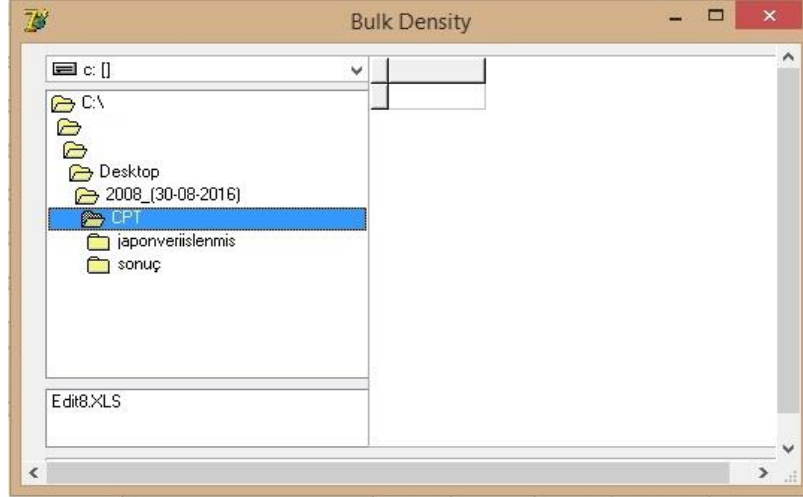 Bulk Density
c: []
C:\
Desktop
2008_(30-08-2016)
CPT
japonveriislenmis
sonuç
Edit8.XLS